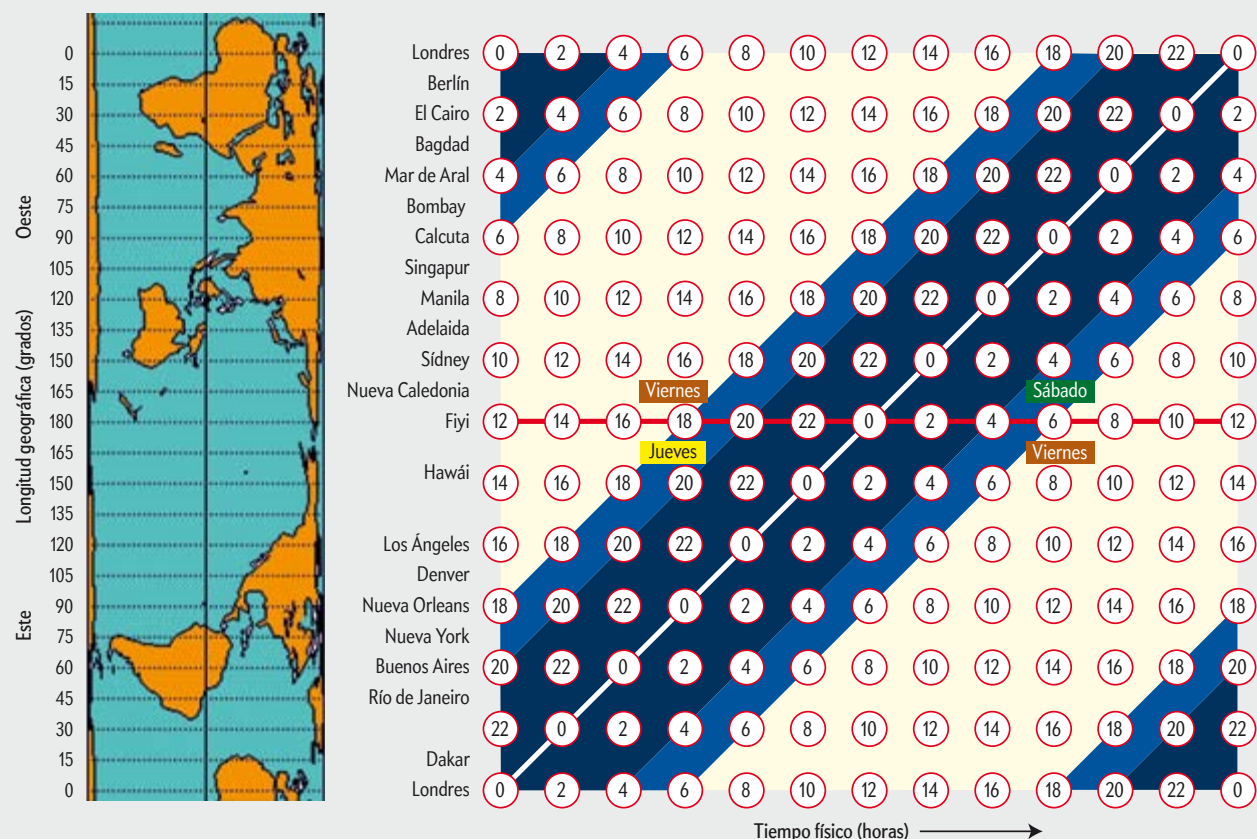 Londres 0 2 4 6 8 10 12 14 16 18 20 22 0
0
Berlín
15
El Cairo 2 4 6 8 10 12 14 16 18 20 22 0 2
30
Bagdad
45
Mar de Aral 4 6 8 10 12 14 16 18 20 22 0 2 4
60
Bombay
75
Calcuta 6 8 10 12 14 16 18 20 22 0 2 4 6
90
Singapur
105
Manila 8 10 12 14 16 18 20 22 0 2 4 6 8
120
Adelaida
135
Sídney 10 12 14 16 18 20 22 0 2 4 6 8 10
150
Nueva Caledonia Viernes Sábado
165
Fiyi 12 14 16 18 20 22 0 2 4 6 8 10 12
180
Jueves Viernes
165
Hawái
14 16 18 20 22 0 2 4 6 8 10 12 14
150
135
Los Ángeles 16 18 20 22 0 2 4 6 8 10 12 14 16
120
Denver
105
Nueva Orleans 18 20 22 0 2 4 6 8 10 12 14 16 18
90
Nueva York
75
Buenos Aires 20 22 0 2 4 6 8 10 12 14 16 18 20
60
Río de Janeiro
45
22 0 2 4 6 8 10 12 14 16 18 20 22
30
Dakar
15
Londres 0 2 4 6 8 10 12 14 16 18 20 22 0
0
Oeste
Longitud geográfica (grados)
Este
Tiempo físico (horas)